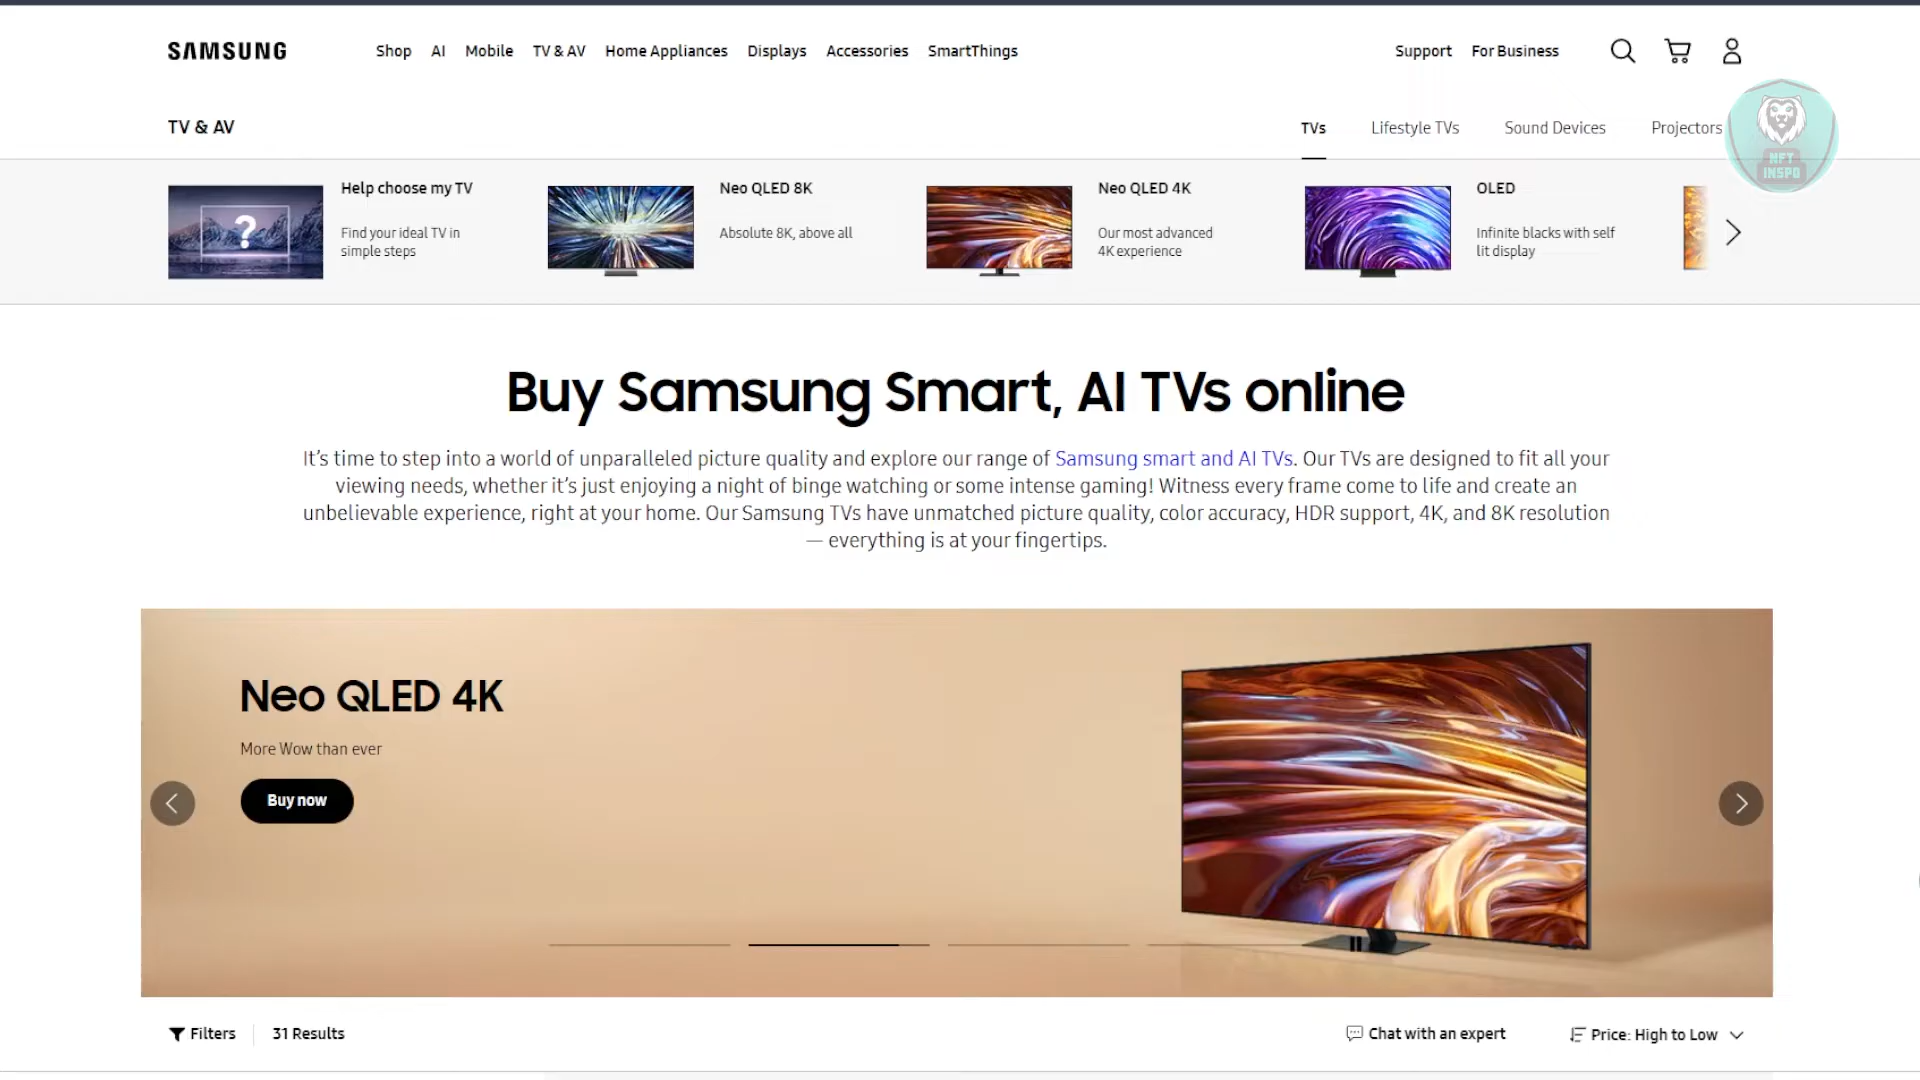 SAMSUNG
Shop AI Mobile TV & AV Home Appliances Displays Accessories SmartThings
Support For Business
TV & AV
TVs Lifestyle TVs Sound Devices Projectors
NFT
INSPO
?
Help choose my TV
Find your ideal TV in
simple steps
Neo QLED 8K
Absolute 8K, above all
Neo QLED 4K
Our most advanced
4K experience
OLED
Infinite blacks with self
lit display
Buy Samsung Smart, AI TVs online
It's time to step into a world of unparalleled picture quality and explore our range of Samsung smart and AI TVs. Our TVs are designed to fit all your
viewing needs, whether it's just enjoying a night of binge watching or some intense gaming! Witness every frame come to life and create an
unbelievable experience, right at your home. Our Samsung TVs have unmatched picture quality, color accuracy, HDR support, 4K, and 8K resolution
— everything is at your fingertips.
Neo QLED 4K
More Wow than ever
Buy now
Filters 31 Results
Chat with an expert Price: High to Low